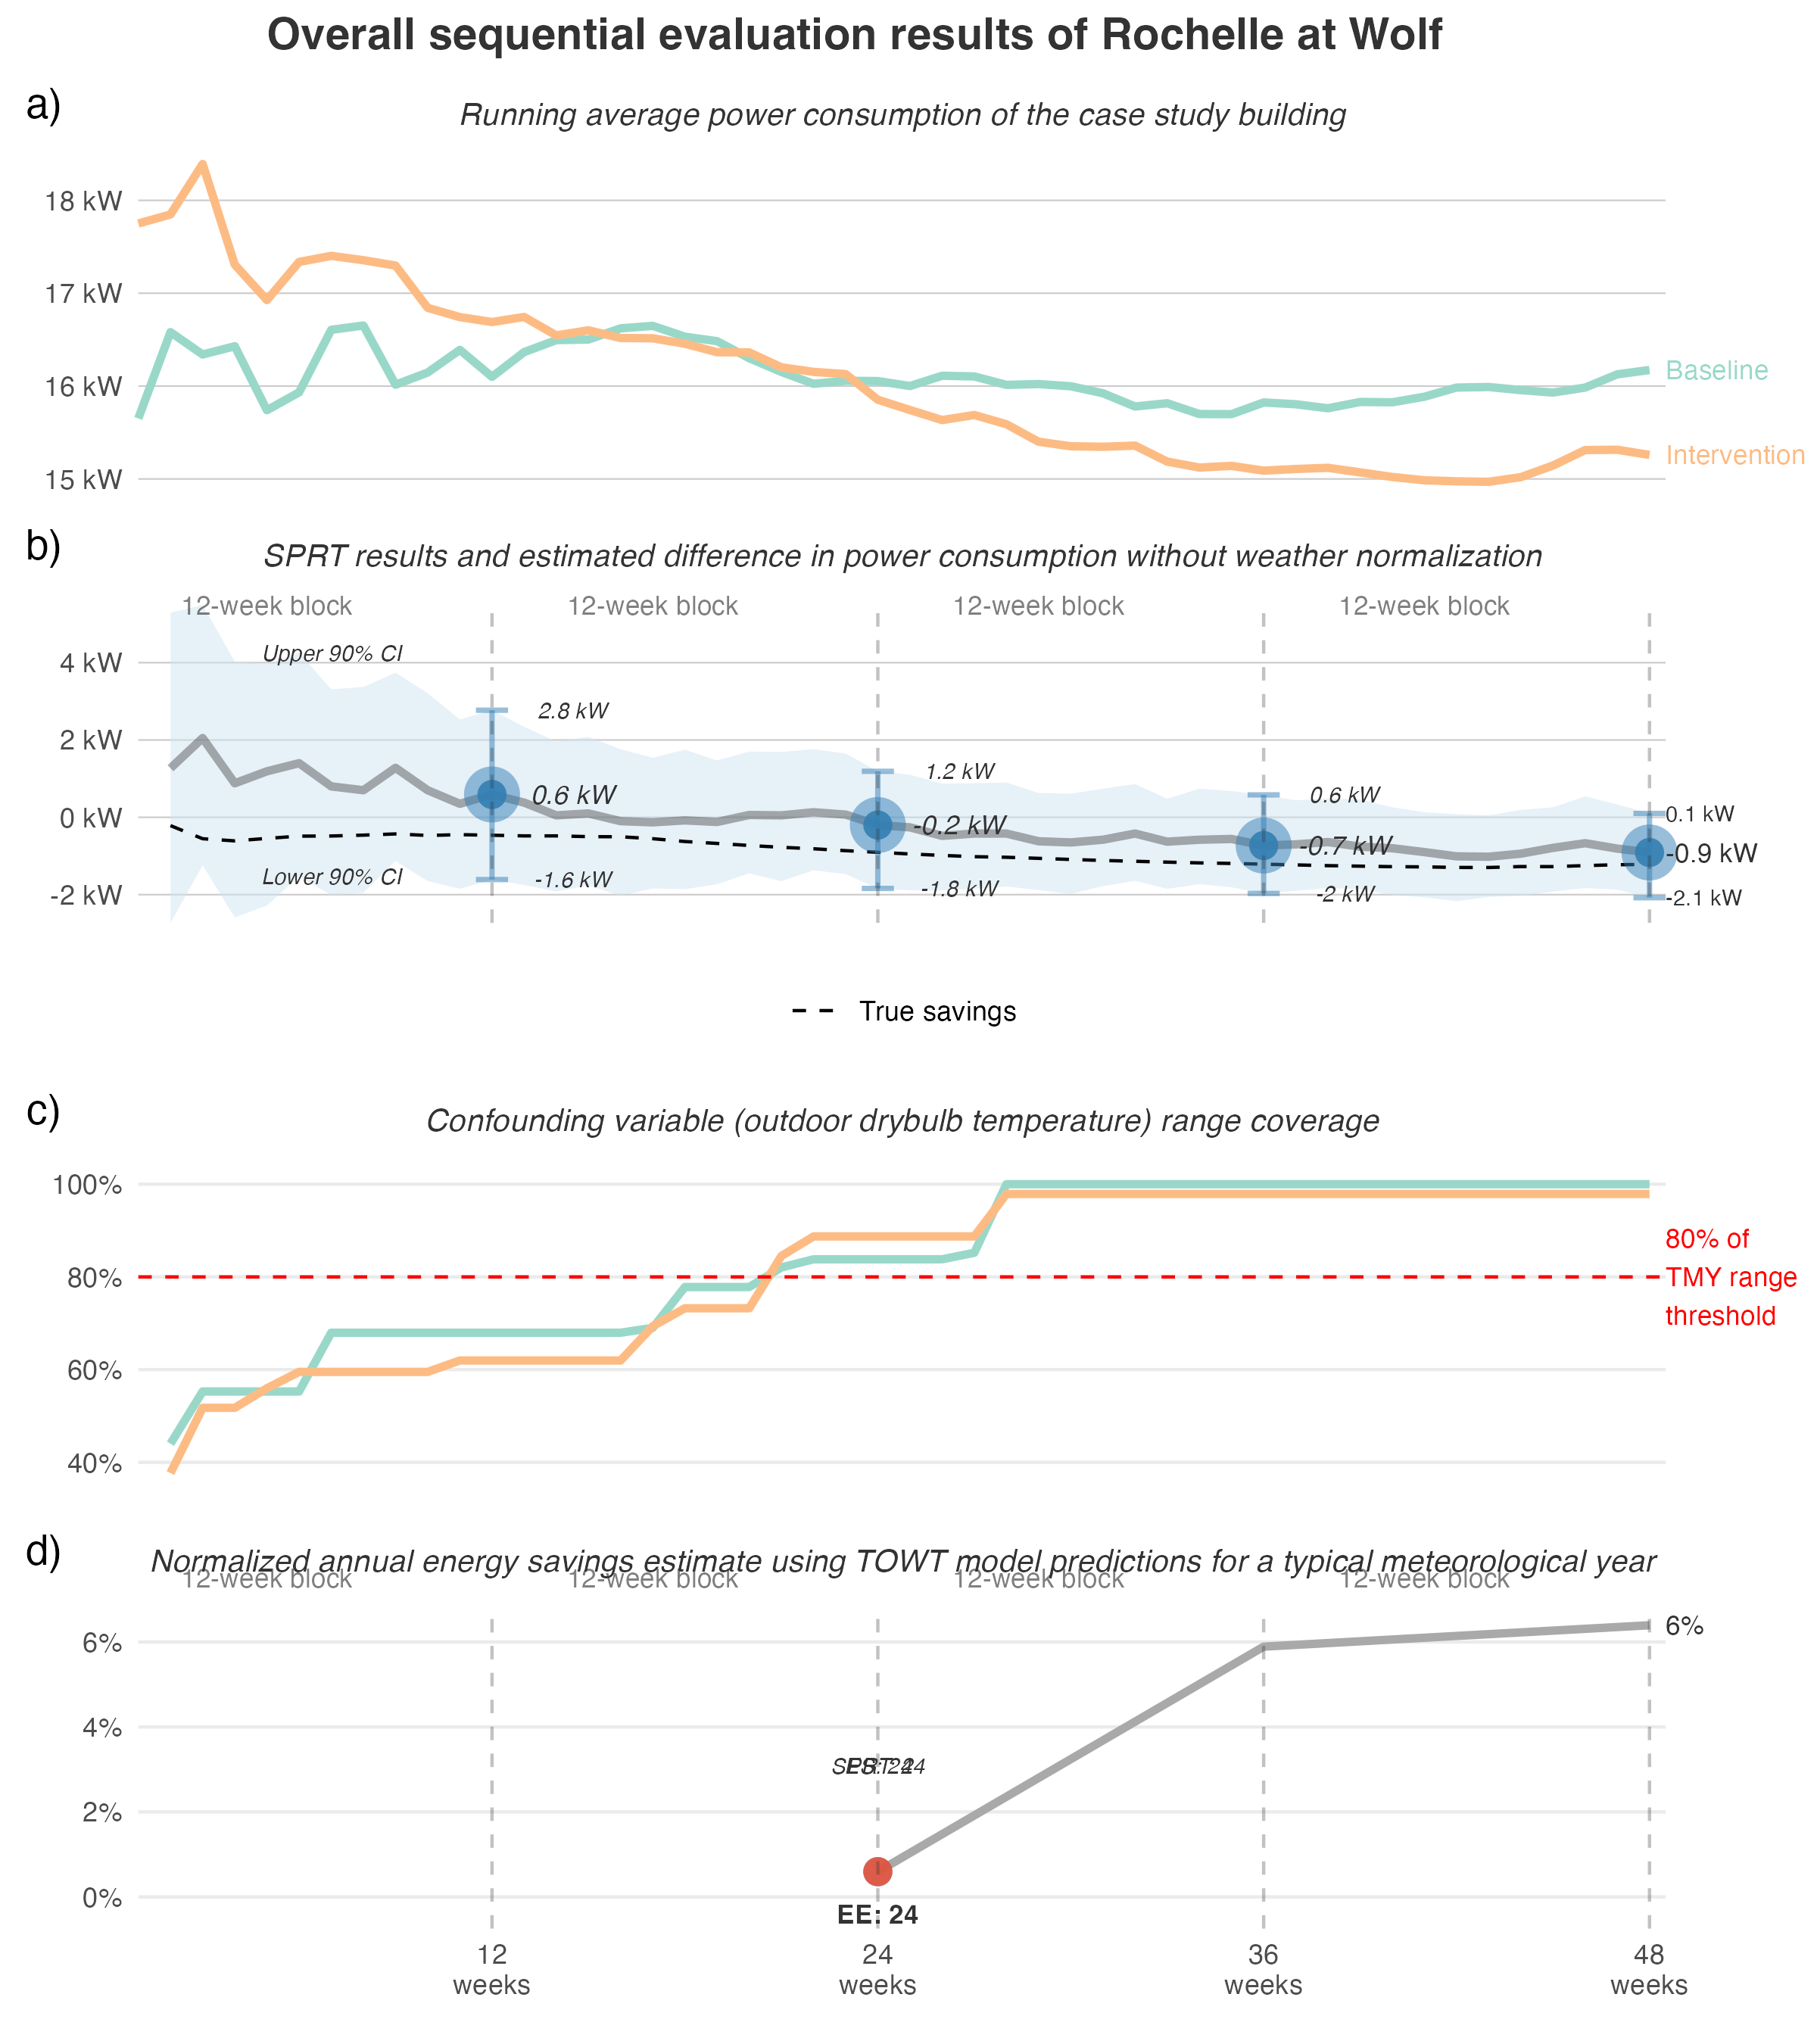 Overall sequential evaluation results of Rochelle at Wolf
a)
Running average power consumption of the case study building
18 kW
17 kW
16 kW
15 kW
Baseline
Intervention
b)
SPRT results and estimated difference in power consumption without weather normalization
12-week block 12-week block 12-week block 12-week block
Upper 90% CI
4 kW
2 kW
0 kW
-2 kW
2.8 kW
0.6 kW
-1.6 kW
1.2 kW
-0.2 kW
-1.8 kW
0.6 kW
-0.7 kW
-2 kW
0.1 kW
-0.9 kW
-2.1 kW
Lower 90% CI
True savings
c)
Confounding variable (outdoor drybulb temperature) range coverage
100%
80%
60%
40%
80% of
TMY range
threshold
d)
Normalized annual energy savings estimate using TOWT model predictions for a typical meteorological year
12-week block 12-week block 12-week block 12-week block
6%
4%
2%
0%
6%
EE: 24
12 weeks
24 weeks
36 weeks
48 weeks